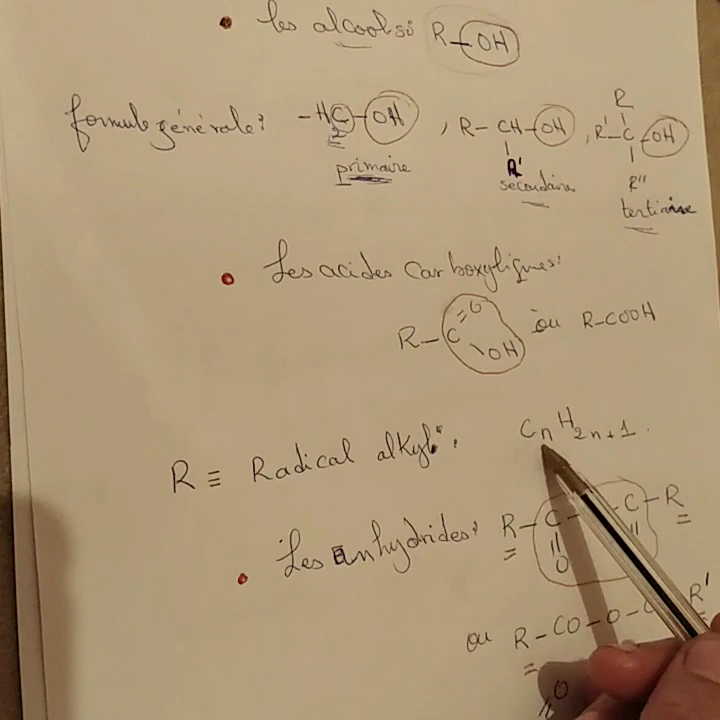 • Les alcools: R-OH
formule générale: -H₂C-OH , R-CH-OH , R'-C-OH
R
R'
R''
primaire
secondaire
tertiaire
• Les acides carboxyliques:
R-C=O
OH
ou R-COOH
R ≡ Radical alkyl: CnH2n+1.
• Les anhydrides: R-C- -C-R
O
ou R-CO-O-C R'
O